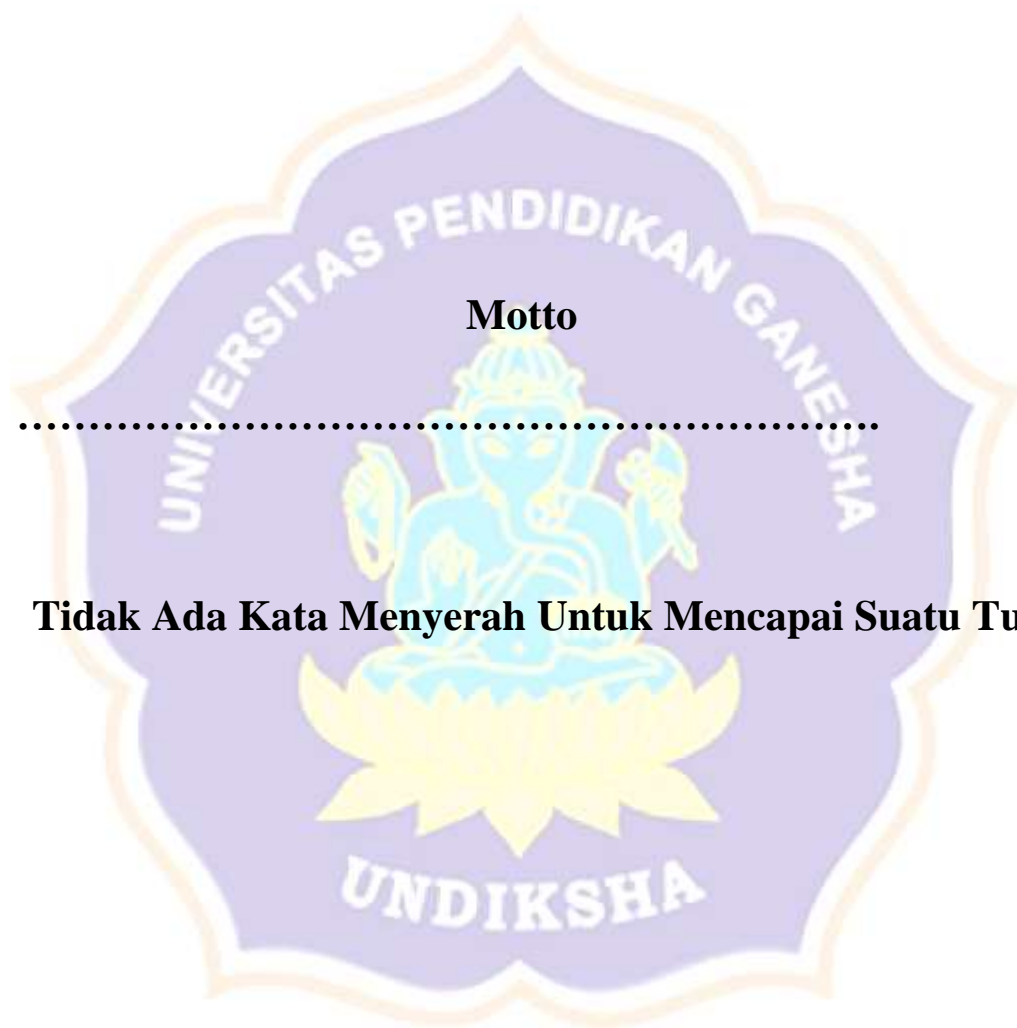 UNIVERSITAS PENDIDIKAN GANESHA
Motto
…………………………………………………….
Tidak Ada Kata Menyerah Untuk Mencapai Suatu Tu
UNDIKSHA